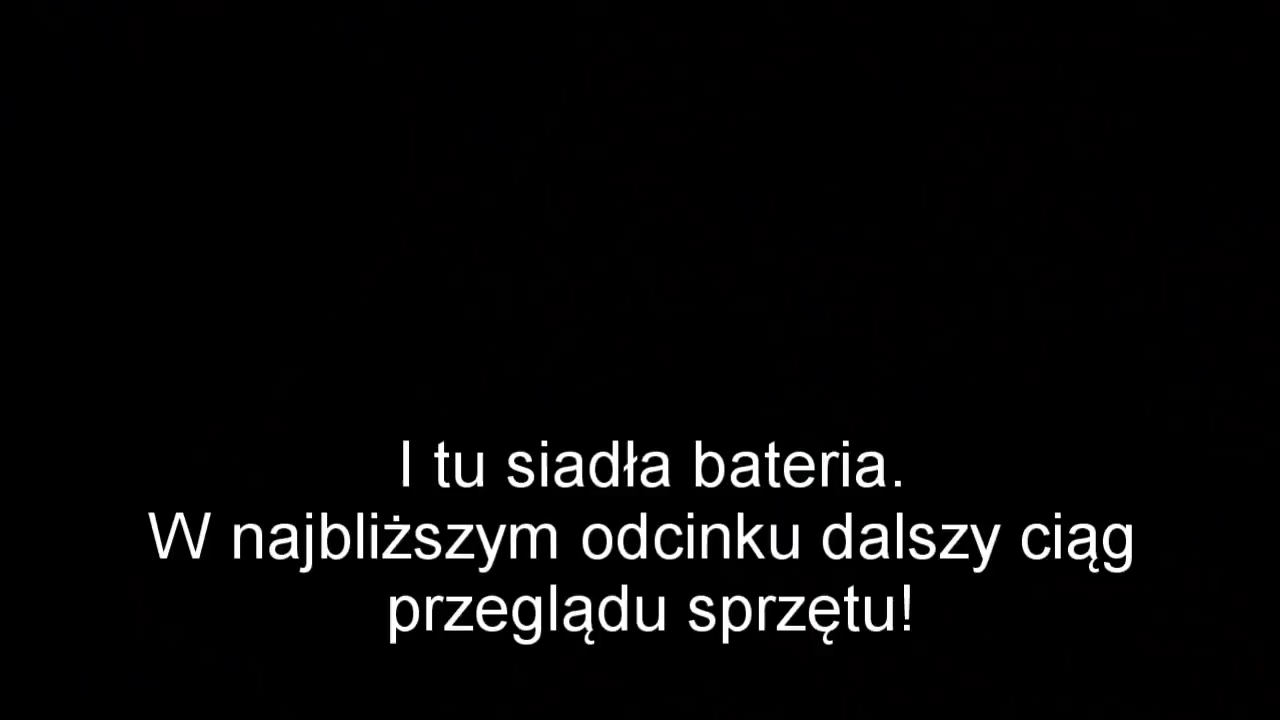 I tu siadła bateria.
W najbliższym odcinku dalszy ciąg
przeglądu sprzętu!